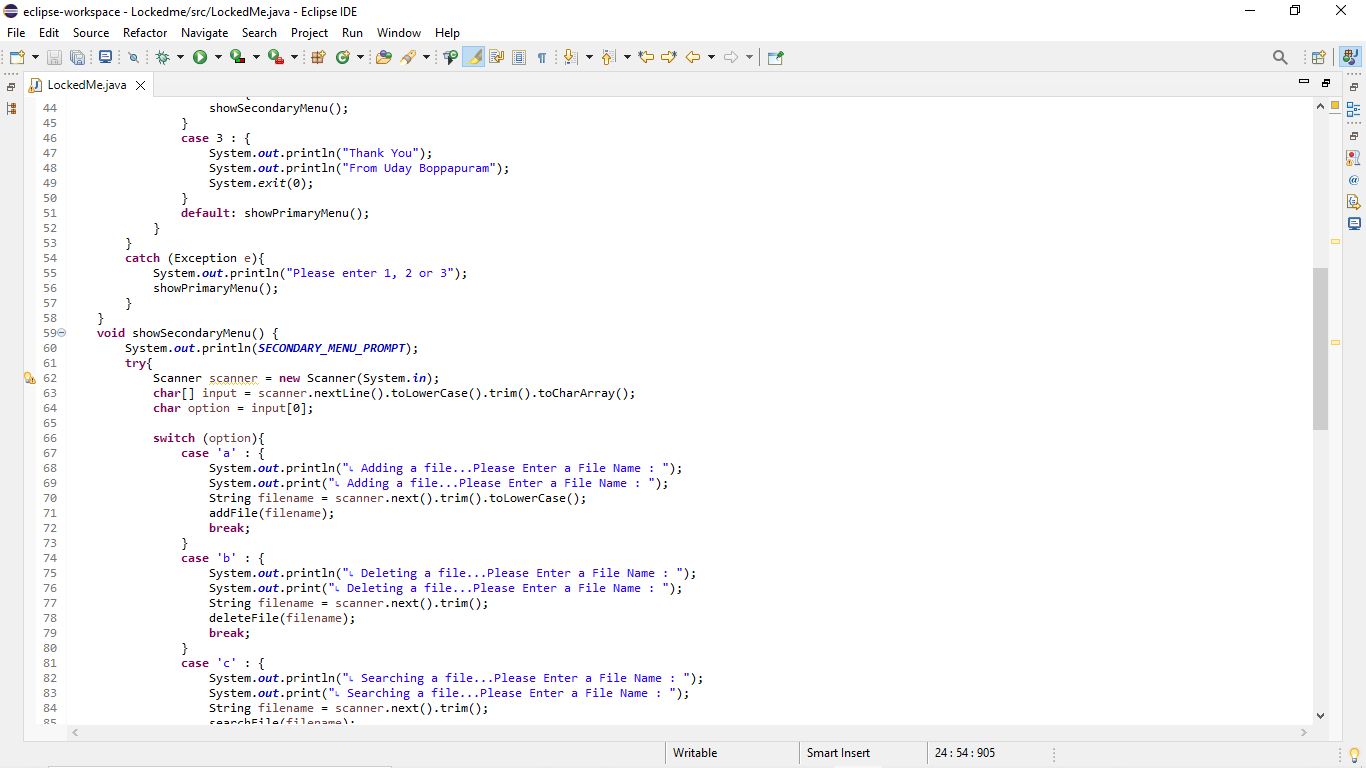 eclipse-workspace - Lockedme/src/LockedMe.java - Eclipse IDE
File Edit Source Refactor Navigate Search Project Run Window Help
LockedMe.java
44 showSecondaryMenu();
45 }
46 case 3 : {
47 System.out.println("Thank You");
48 System.out.println("From Uday Boppapuram");
49 System.exit(0);
50 }
51 default: showPrimaryMenu();
52 }
53 }
54 catch (Exception e){
55 System.out.println("Please enter 1, 2 or 3");
56 showPrimaryMenu();
57 }
58 }
59 void showSecondaryMenu() {
60 System.out.println(SECONDARY_MENU_PROMPT);
61 try{
62 Scanner scanner = new Scanner(System.in);
63 char[] input = scanner.nextLine().toLowerCase().trim().toCharArray();
64 char option = input[0];
65
66 switch (option){
67 case 'a' : {
68 System.out.println("⤷ Adding a file...Please Enter a File Name : ");
69 System.out.print("⤷ Adding a file...Please Enter a File Name : ");
70 String filename = scanner.next().trim().toLowerCase();
71 addFile(filename);
72 break;
73 }
74 case 'b' : {
75 System.out.println("⤷ Deleting a file...Please Enter a File Name : ");
76 System.out.print("⤷ Deleting a file...Please Enter a File Name : ");
77 String filename = scanner.next().trim();
78 deleteFile(filename);
79 break;
80 }
81 case 'c' : {
82 System.out.println("⤷ Searching a file...Please Enter a File Name : ");
83 System.out.print("⤷ Searching a file...Please Enter a File Name : ");
84 String filename = scanner.next().trim();
85 searchFile(filename);
Writable Smart Insert 24 : 54 : 905